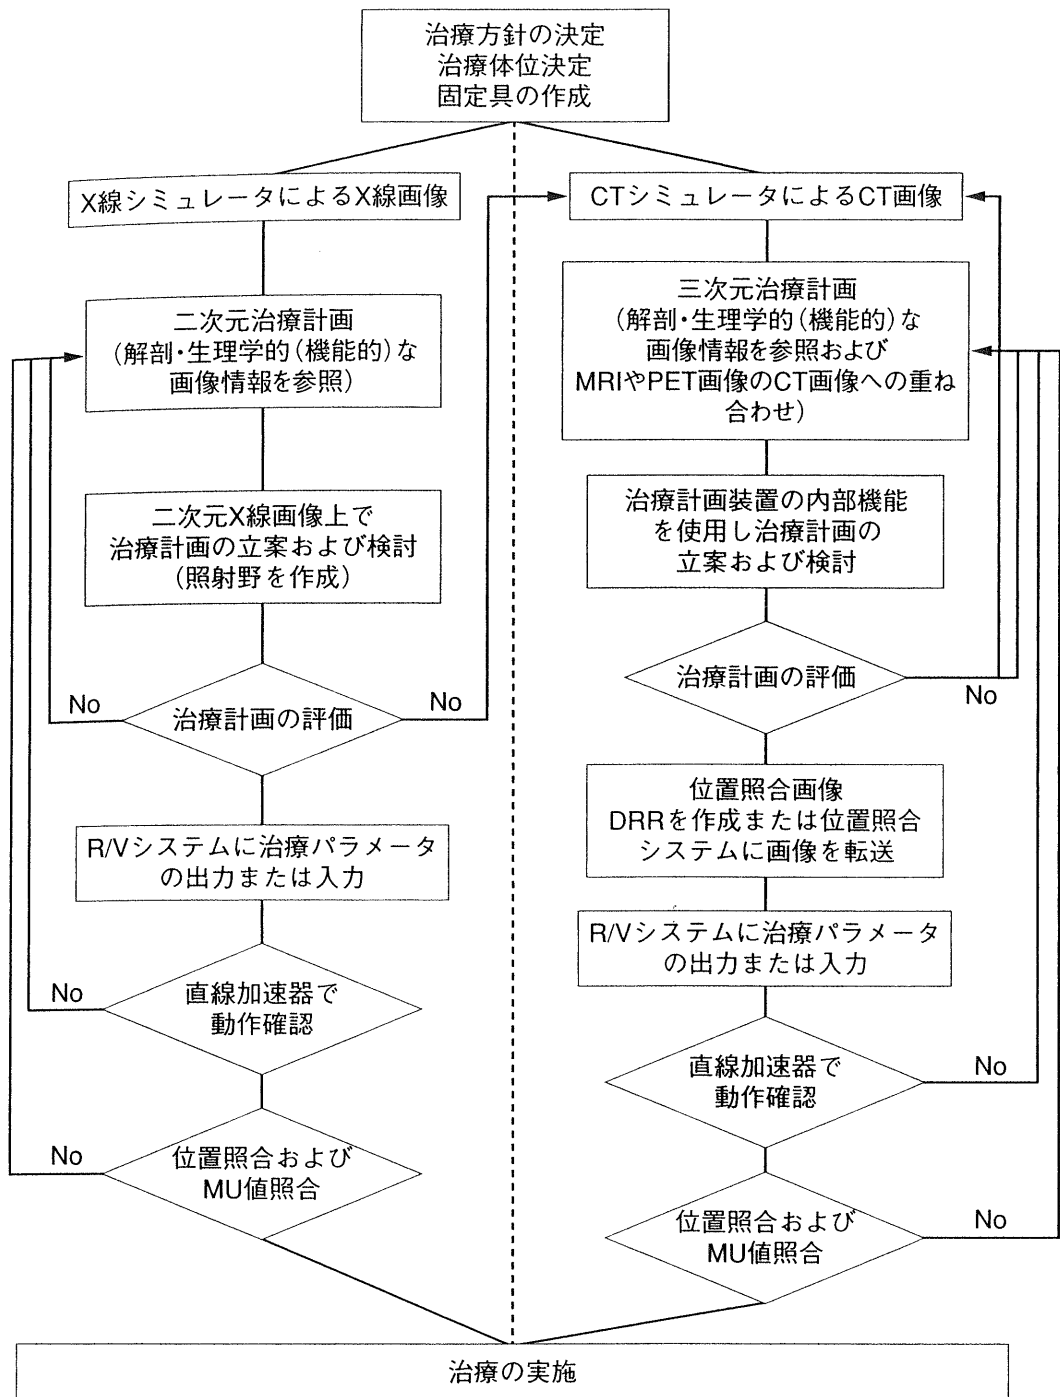 治療方針の決定
治療体位決定
固定具の作成
X線シミュレータによるX線画像
二次元治療計画
(解剖・生理学的(機能的)な
画像情報を参照)
二次元X線画像上で
治療計画の立案および検討
(照射野を作成)
No
治療計画の評価
No
R/Vシステムに治療パラメータ
の出力または入力
No
直線加速器で
動作確認
No
位置照合および
MU値照合
CTシミュレータによるCT画像
三次元治療計画
(解剖・生理学的(機能的)な
画像情報を参照および
MRIやPET画像のCT画像への重ね
合わせ)
治療計画装置の内部機能
を使用し治療計画の
立案および検討
治療計画の評価
No
位置照合画像
DRRを作成または位置照合
システムに画像を転送
R/Vシステムに治療パラメータ
の出力または入力
直線加速器で
動作確認
No
位置照合および
MU値照合
No
治療の実施